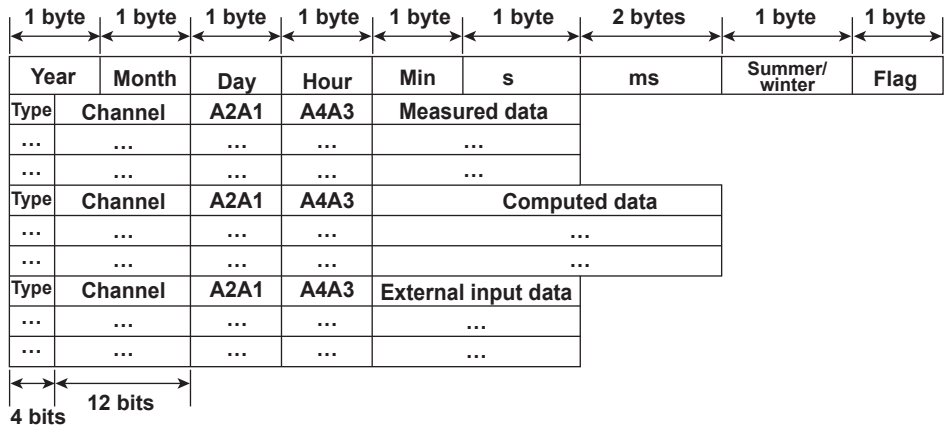 1 byte 1 byte 1 byte 1 byte 1 byte 1 byte 2 bytes 1 byte 1 byte
Year Month Day Hour Min s ms Summer/
winter Flag
Type Channel A2A1 A4A3 Measured data
... ... ... ... ...
... ... ... ... ...
Type Channel A2A1 A4A3 Computed data
... ... ... ... ...
... ... ... ... ...
Type Channel A2A1 A4A3 External input data
... ... ... ... ...
... ... ... ... ...
12 bits
4 bits